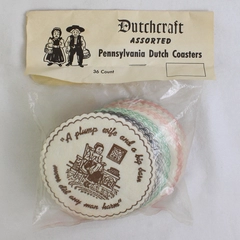 Dutchcraft
ASSORTED
Pennsylvania Dutch Coasters
36 Count
"A plump wife and a big barn
never did any man harm"